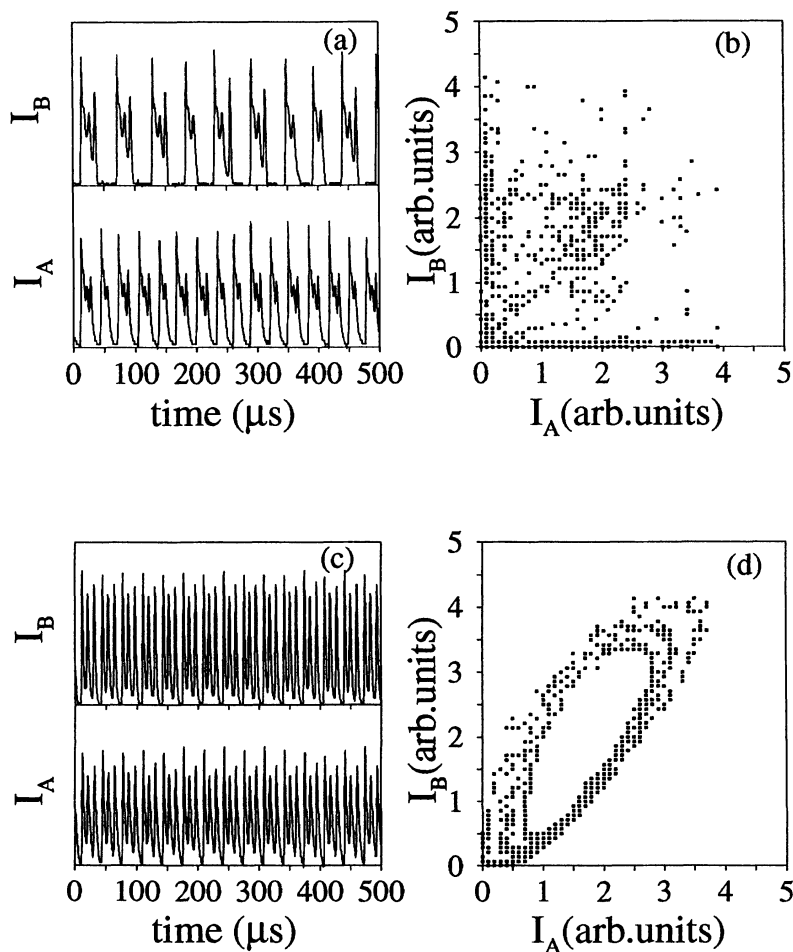 (a)
I_B
I_A
0 100 200 300 400 500
time (μs)
(b)
5
4
3
2
1
0
I_B(arb.units)
0 1 2 3 4 5
I_A(arb.units)
(c)
I_B
I_A
0 100 200 300 400 500
time (μs)
(d)
5
4
3
2
1
0
I_B(arb.units)
0 1 2 3 4 5
I_A(arb.units)